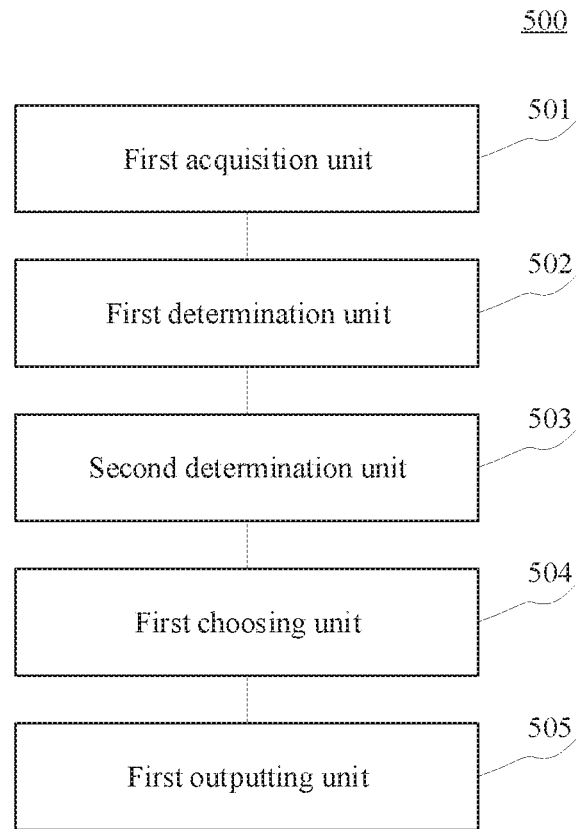 500
501
First acquisition unit
502
First determination unit
503
Second determination unit
504
First choosing unit
505
First outputting unit